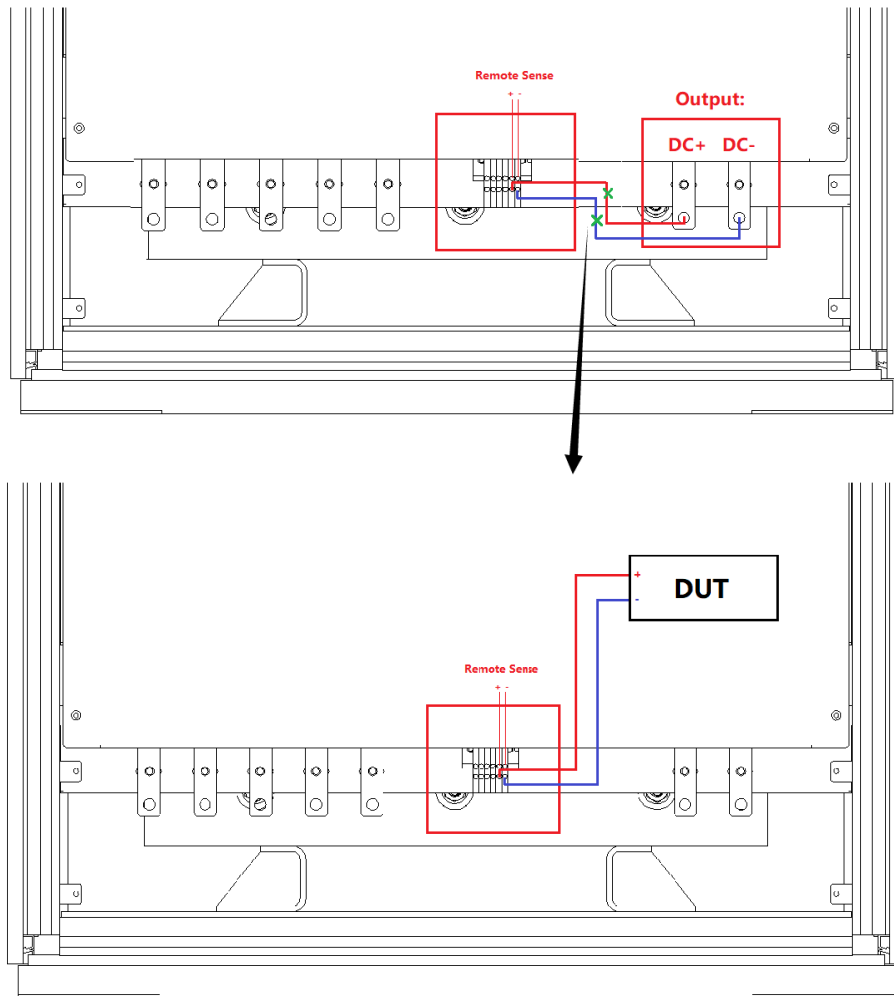 Remote Sense
+ -
Output:
DC+ DC-
+
DUT
-
Remote Sense
+ -